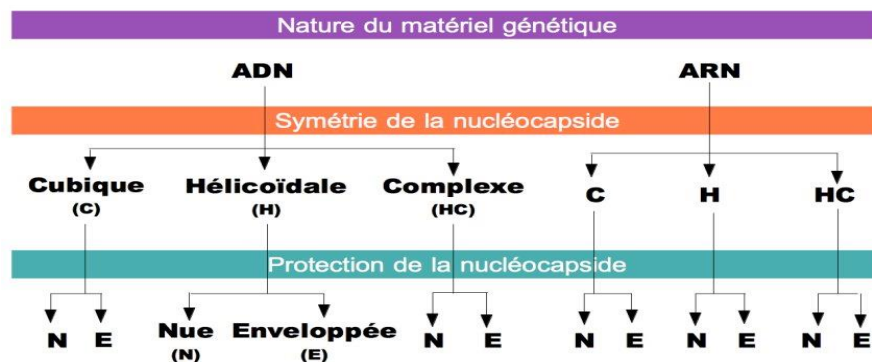 Nature du matériel génétique
ADN ARN
Symétrie de la nucléocapside
Cubique Hélicoïdale Complexe C H HC
(C) (H) (HC)
Protection de la nucléocapside
N E Nue Enveloppée N E N E N E N E
(N) (E)